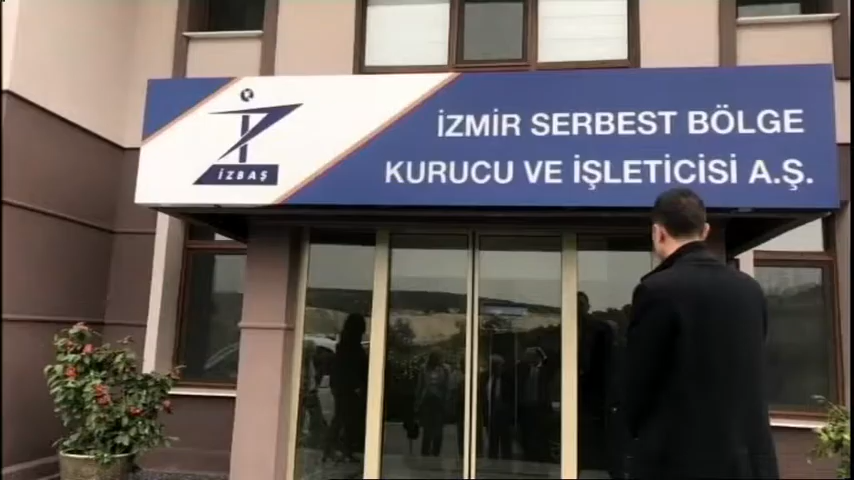 İZBAŞ
İZMİR SERBEST BÖLGE
KURUCU VE İŞLETİCİSİ A.Ş.